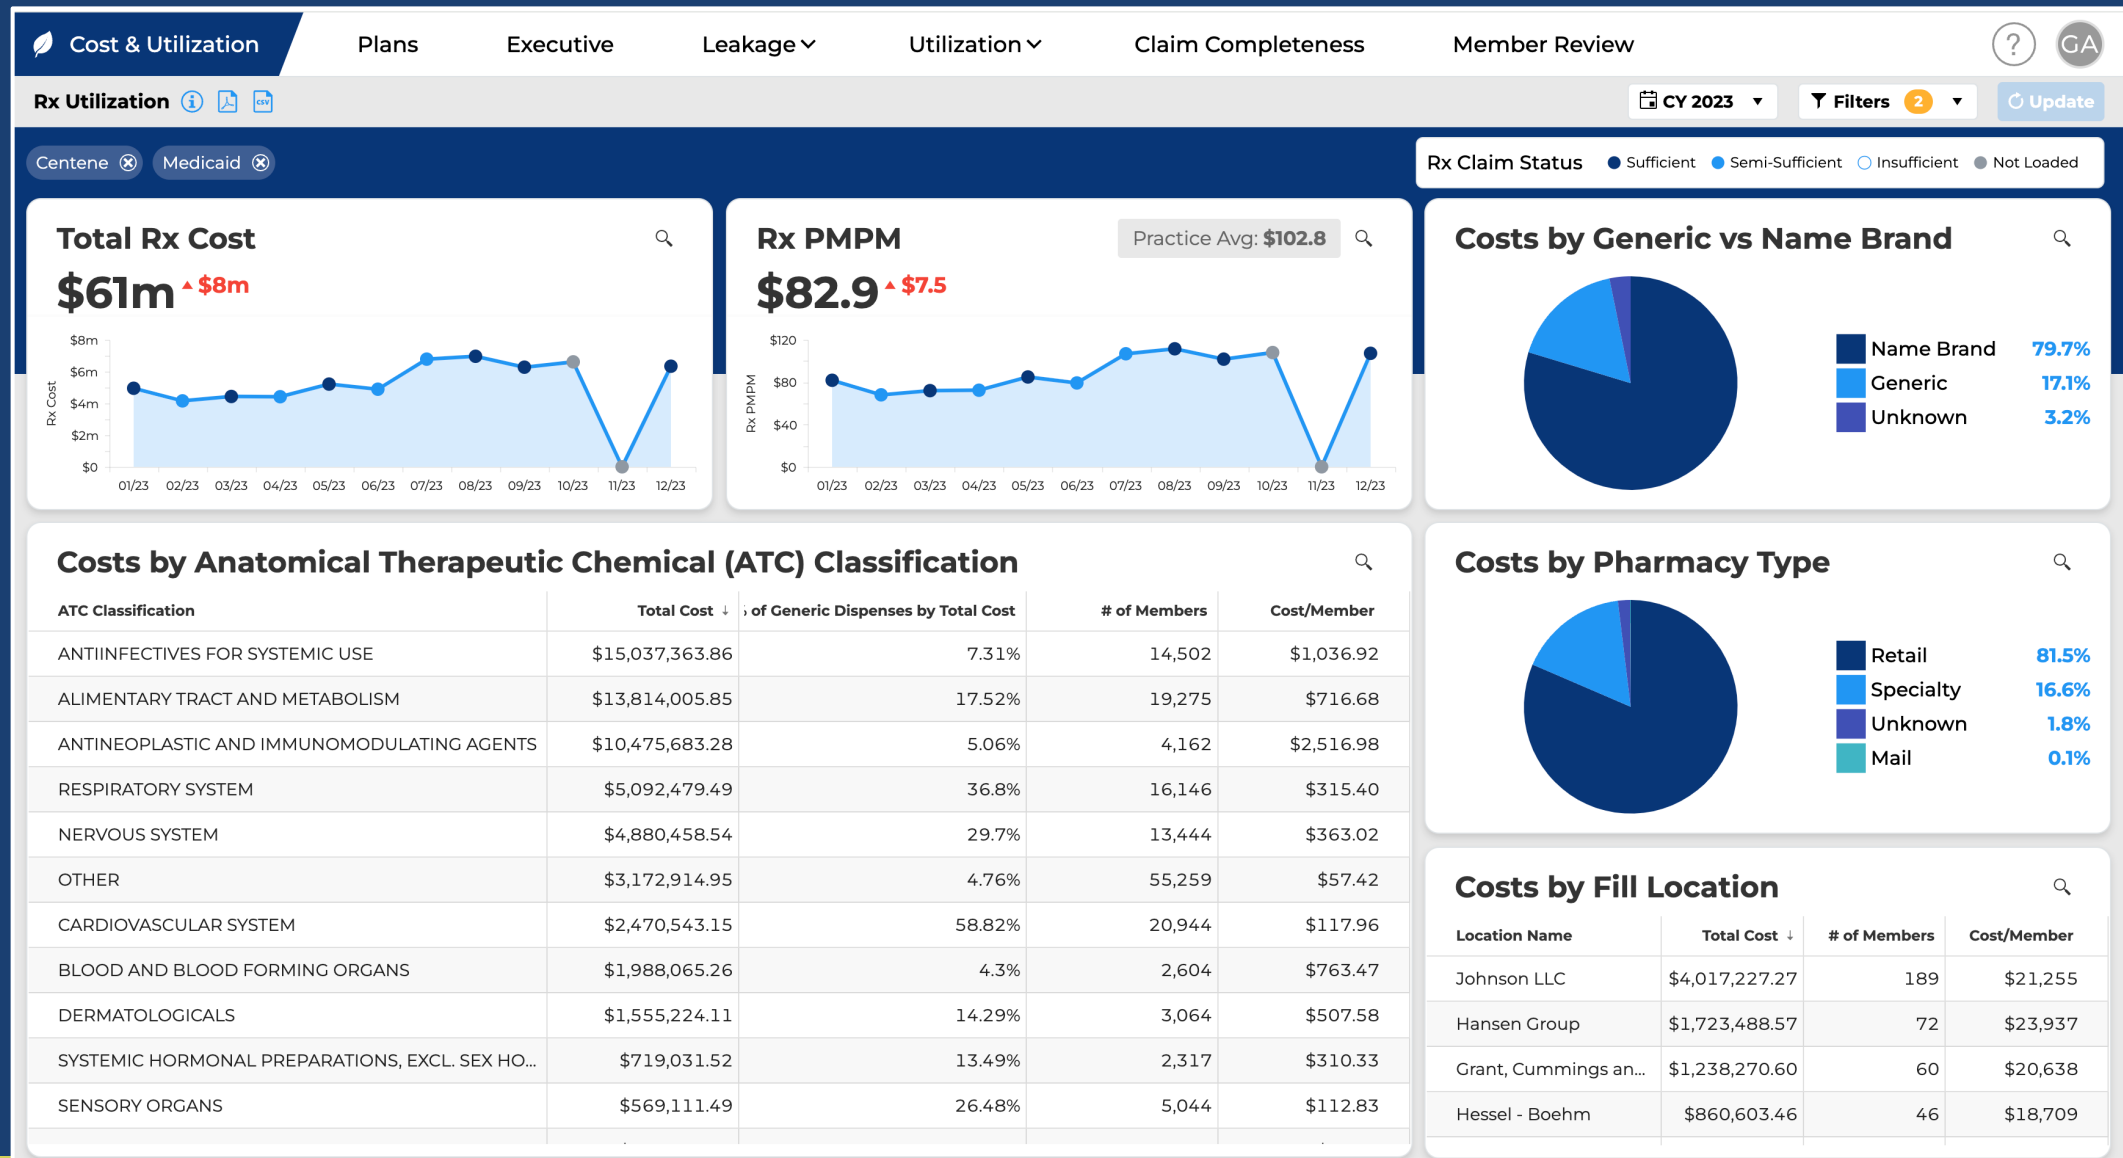 Cost & Utilization
Plans
Executive
Leakage
Utilization
Claim Completeness
Member Review
?
GA
Rx Utilization
CSV
CY 2023
Filters 2
Update
Centene
Medicaid
Rx Claim Status
Sufficient
Semi-Sufficient
Insufficient
Not Loaded
Total Rx Cost
$61m $8m
Rx Cost
$8m
$6m
$4m
$2m
$0
01/23 02/23 03/23 04/23 05/23 06/23 07/23 08/23 09/23 10/23 11/23 12/23
Rx PMPM
Practice Avg: $102.8
$82.9 $7.5
Rx PMPM
$120
$80
$40
$0
01/23 02/23 03/23 04/23 05/23 06/23 07/23 08/23 09/23 10/23 11/23 12/23
Costs by Generic vs Name Brand
Name Brand 79.7%
Generic 17.1%
Unknown 3.2%
Costs by Anatomical Therapeutic Chemical (ATC) Classification
ATC Classification Total Cost ↓ of Generic Dispenses by Total Cost # of Members Cost/Member
ANTIINFECTIVES FOR SYSTEMIC USE $15,037,363.86 7.31% 14,502 $1,036.92
ALIMENTARY TRACT AND METABOLISM $13,814,005.85 17.52% 19,275 $716.68
ANTINEOPLASTIC AND IMMUNOMODULATING AGENTS $10,475,683.28 5.06% 4,162 $2,516.98
RESPIRATORY SYSTEM $5,092,479.49 36.8% 16,146 $315.40
NERVOUS SYSTEM $4,880,458.54 29.7% 13,444 $363.02
OTHER $3,172,914.95 4.76% 55,259 $57.42
CARDIOVASCULAR SYSTEM $2,470,543.15 58.82% 20,944 $117.96
BLOOD AND BLOOD FORMING ORGANS $1,988,065.26 4.3% 2,604 $763.47
DERMATOLOGICALS $1,555,224.11 14.29% 3,064 $507.58
SYSTEMIC HORMONAL PREPARATIONS, EXCL. SEX HO... $719,031.52 13.49% 2,317 $310.33
SENSORY ORGANS $569,111.49 26.48% 5,044 $112.83
Costs by Pharmacy Type
Retail 81.5%
Specialty 16.6%
Unknown 1.8%
Mail 0.1%
Costs by Fill Location
Location Name Total Cost ↓ # of Members Cost/Member
Johnson LLC $4,017,227.27 189 $21,255
Hansen Group $1,723,488.57 72 $23,937
Grant, Cummings an... $1,238,270.60 60 $20,638
Hessel - Boehm $860,603.46 46 $18,709